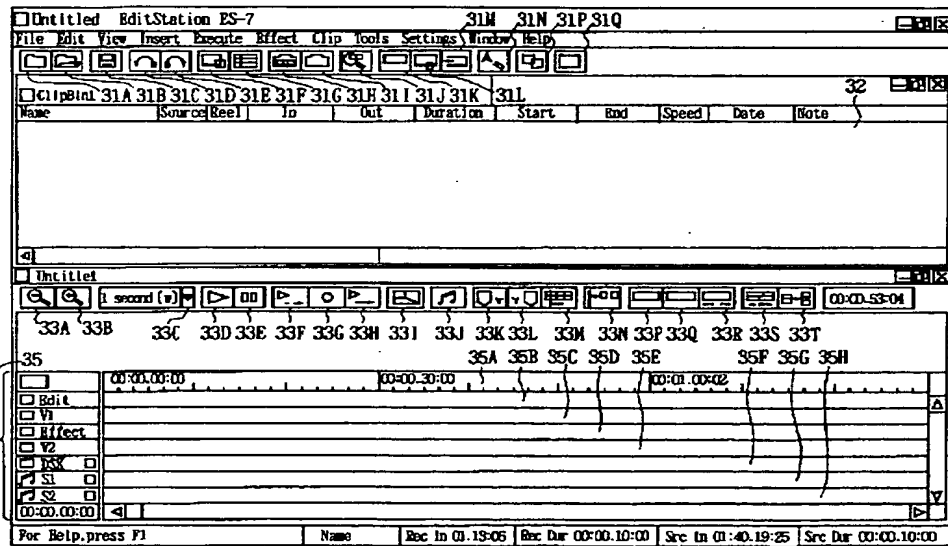 Untitled EditStation ES-7 31M 31N 31P 31Q
File Edit View Insert Execute Effect Clip Tools Settings Window Help
ClipBin1 31A 31B 31C 31D 31E 31F 31G 31H 31I 31J 31K 31L 32
Name Source Reel In Out Duration Start End Speed Date Note
Untitlet
1 second (w) 00:00.53:04
33A 33B 33C 33D 33E 33F 33G 33H 33I 33J 33K 33L 33M 33N 33P 33Q 33R 33S 33T
35 35A 35B 35C 35D 35E 35F 35G 35H
00:00.00:00 00:00.30:00 00:01.00:02
Edit
V1
Effect
V2
DSK
S1
S2
00:00.00:00
For Help,press F1 Name Rec In 01.13:06 Rec Dur 00:00.10:00 Src In 01:40.19:25 Src Dur 00:00.10:00